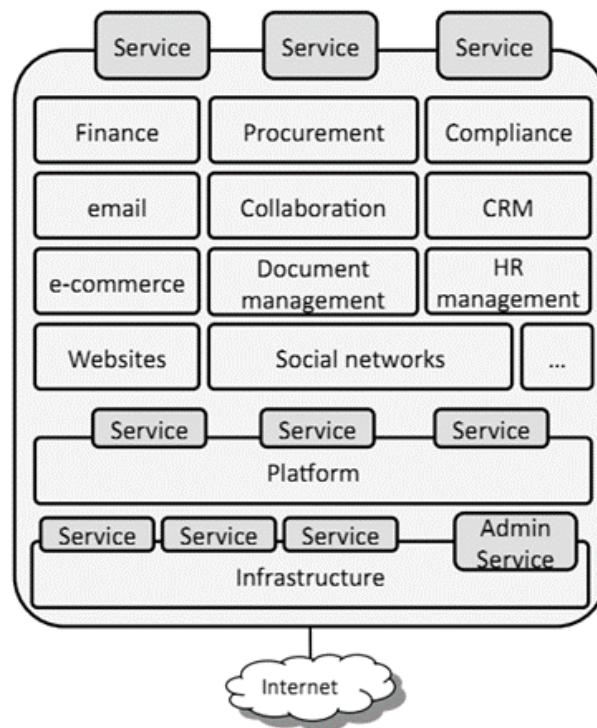 Service Service Service
Finance Procurement Compliance
email Collaboration CRM
e-commerce Document management HR management
Websites Social networks ...
Service Service Service
Platform
Service Service Service Admin Service
Infrastructure
Internet